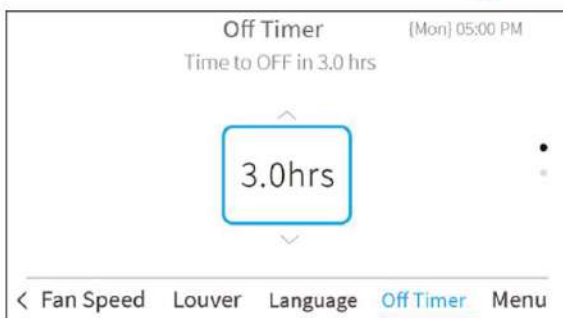 Off Timer [Mon] 05:00 PM
Time to OFF in 3.0 hrs
3.0hrs
< Fan Speed Louver Language Off Timer Menu